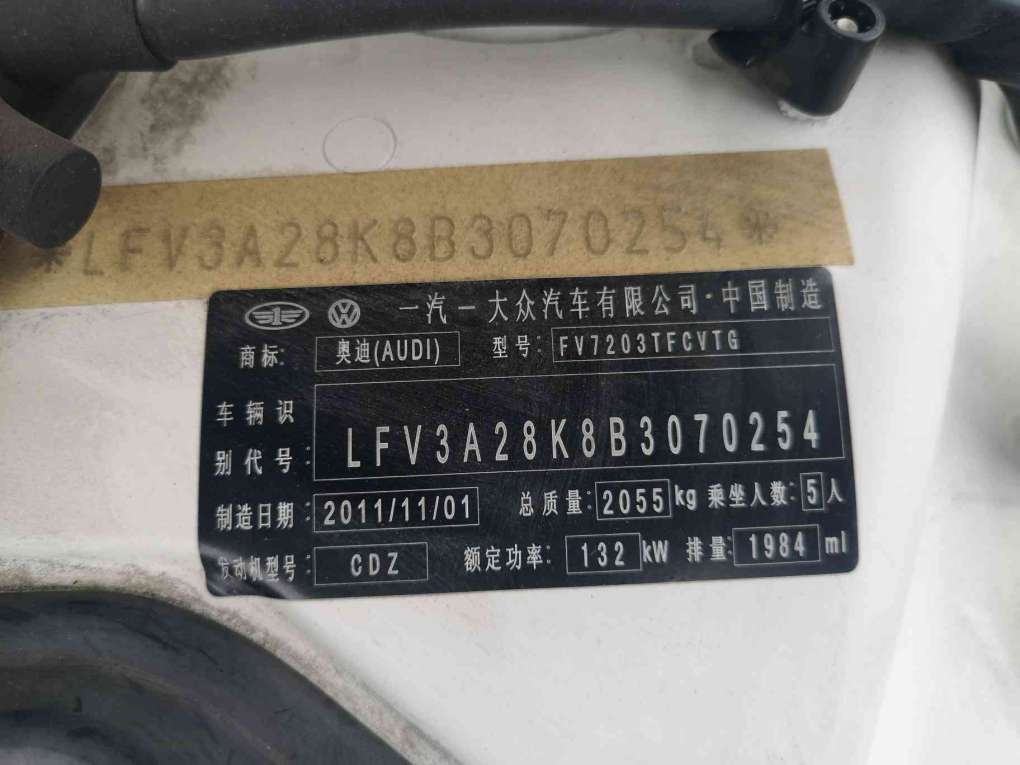 *LFV3A28K8B3070254*
一汽一大众汽车有限公司·中国制造
商标: 奥迪(AUDI) 型号: FV7203TFCVTG
车辆识
别代号: LFV3A28K8B3070254
制造日期: 2011/11/01 总质量: 2055 kg 乘坐人数: 5 人
发动机型号: CDZ 额定功率: 132 kW 排量: 1984 ml